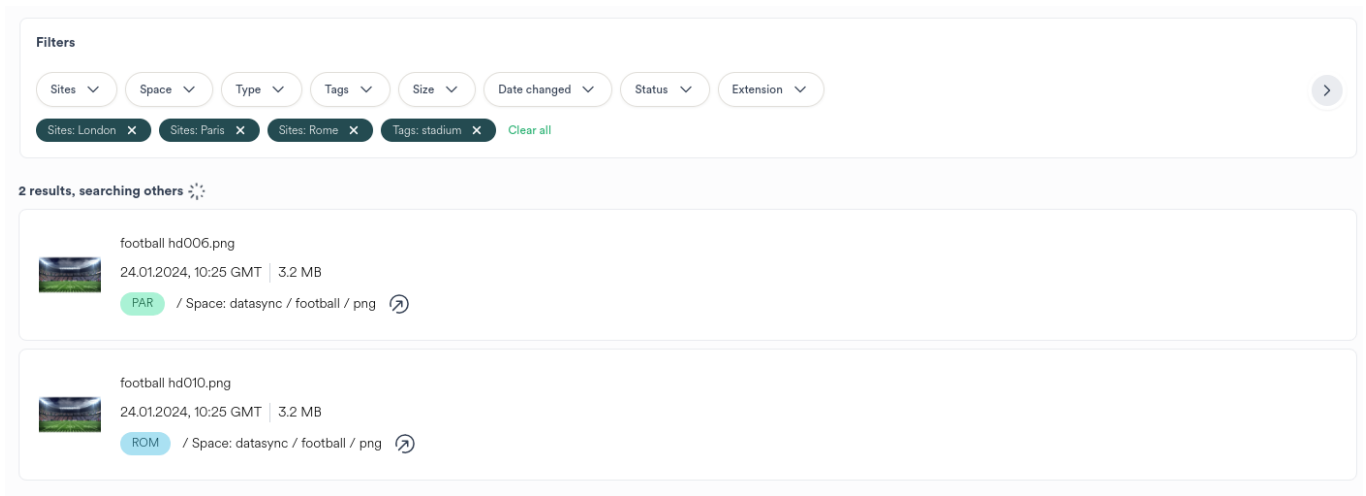 Filters
Sites Space Type Tags Size Date changed Status Extension
Sites: London Sites: Paris Sites: Rome Tags: stadium Clear all
2 results, searching others
football hd006.png
24.01.2024, 10:25 GMT 3.2 MB
PAR / Space: datasync / football / png
football hd010.png
24.01.2024, 10:25 GMT 3.2 MB
ROM / Space: datasync / football / png